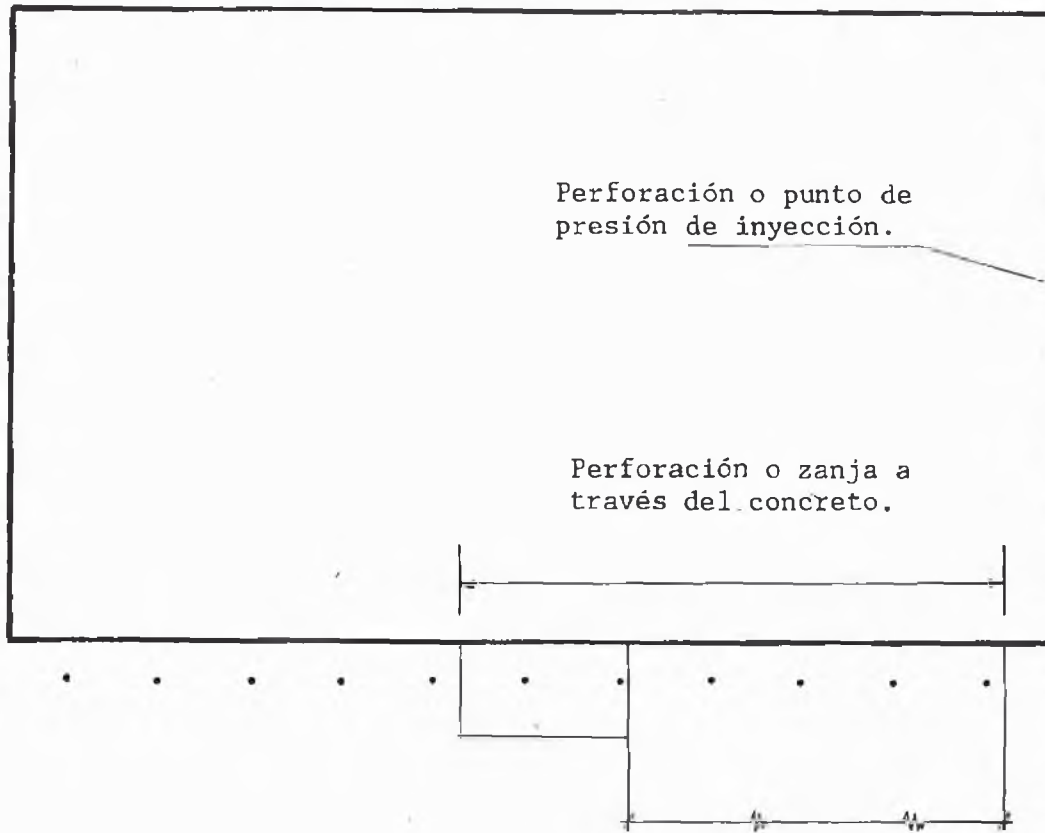 Perforación o punto de
presión de inyección.
Perforación o zanja a
través del concreto.